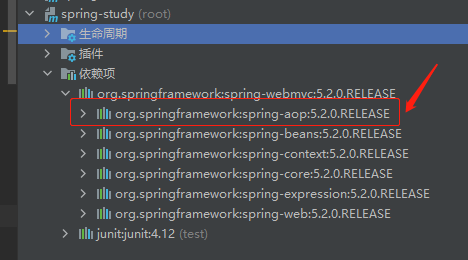 spring-study (root)
生命周期
插件
依赖项
org.springframework:spring-webmvc:5.2.0.RELEASE
org.springframework:spring-aop:5.2.0.RELEASE
org.springframework:spring-beans:5.2.0.RELEASE
org.springframework:spring-context:5.2.0.RELEASE
org.springframework:spring-core:5.2.0.RELEASE
org.springframework:spring-expression:5.2.0.RELEASE
org.springframework:spring-web:5.2.0.RELEASE
junit:junit:4.12 (test)